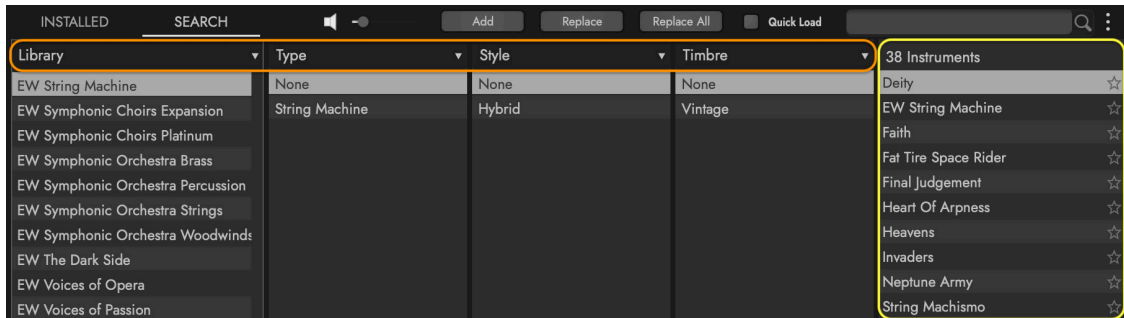 INSTALLED SEARCH Add Replace Replace All Quick Load
Library Type Style Timbre 38 Instruments
EW String Machine None None None Deity
EW Symphonic Choirs Expansion String Machine Hybrid Vintage EW String Machine
EW Symphonic Choirs Platinum Faith
EW Symphonic Orchestra Brass Fat Tire Space Rider
EW Symphonic Orchestra Percussion Final Judgement
EW Symphonic Orchestra Strings Heart Of Arpness
EW Symphonic Orchestra Woodwinds Heavens
EW The Dark Side Invaders
EW Voices of Opera Neptune Army
EW Voices of Passion String Machismo